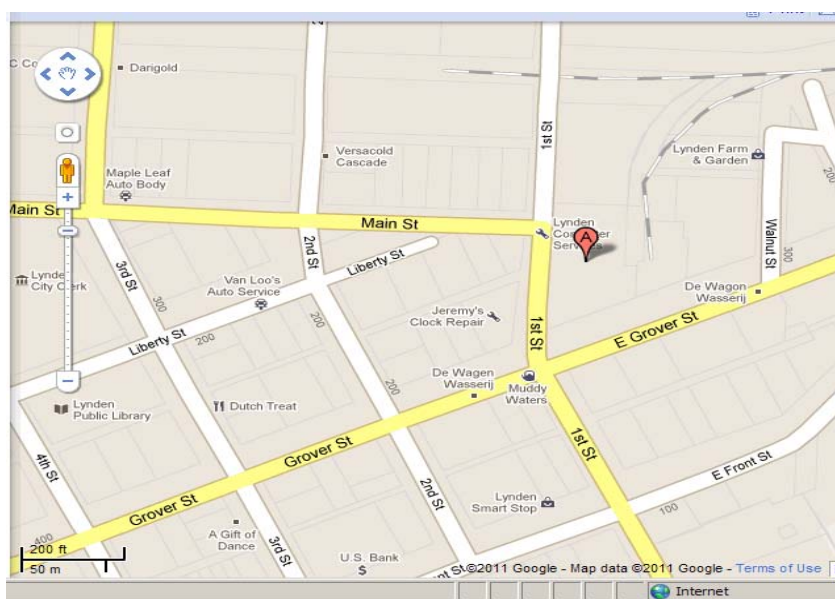 Darigold
Versacold
Cascade
Maple Leaf
Auto Body
Lynden Farm
& Garden
200
1st St
Main St
Main St
Lynden
Services
2nd St
Liberty St
Walnut St
300
3rd St
300
City Clerk
Van Loo's
Auto Service
De Wagon
Wasserij
200
Jeremy's
Clock Repair
1st St
E Grover St
Liberty St
200
De Wagen
Wasserij
Muddy
Waters
200
Lynden
Public Library
Dutch Treat
1st St
Grover St
4th St
2nd St
E Front St
Grover St
Lynden
Smart Stop
100
400
A Gift of
Dance
3rd St
200 ft
50 m
U.S. Bank
$
©2011 Google - Map data ©2011 Google - Terms of Use
Internet
A